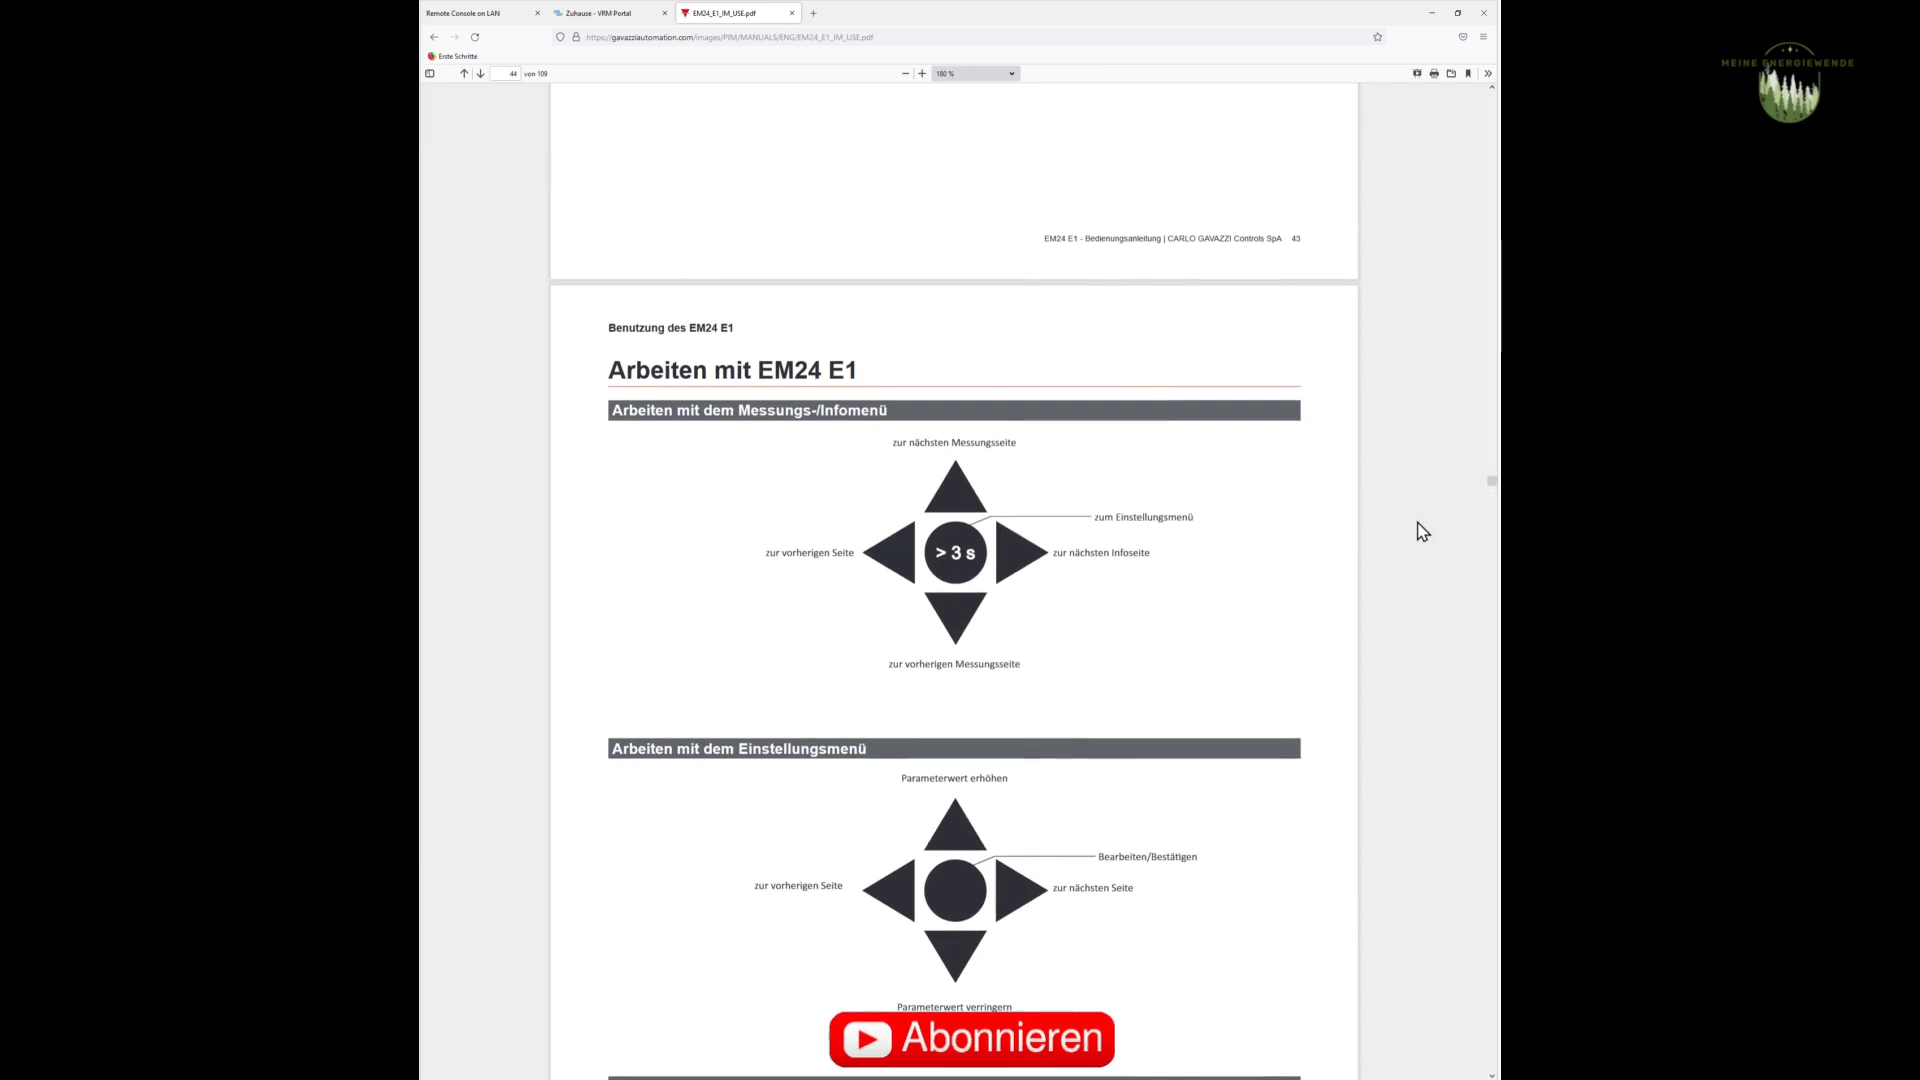 Remote Console on LAN
Zuhause - VRM Portal
EM24_E1_IM_USE.pdf
https://gavazziautomation.com/images/PIM/MANUALS/ENG/EM24_E1_IM_USE.pdf
Erste Schritte
44 von 109
180 %
MEINE ENERGIEWENDE
EM24 E1 - Bedienungsanleitung | CARLO GAVAZZI Controls SpA 43
Benutzung des EM24 E1
Arbeiten mit EM24 E1
Arbeiten mit dem Messungs-/Infomenü
zur nächsten Messungsseite
zum Einstellungsmenü
zur vorherigen Seite
> 3 s
zur nächsten Infoseite
zur vorherigen Messungsseite
Arbeiten mit dem Einstellungsmenü
Parameterwert erhöhen
Bearbeiten/Bestätigen
zur vorherigen Seite
zur nächsten Seite
Parameterwert verringern
Abonnieren